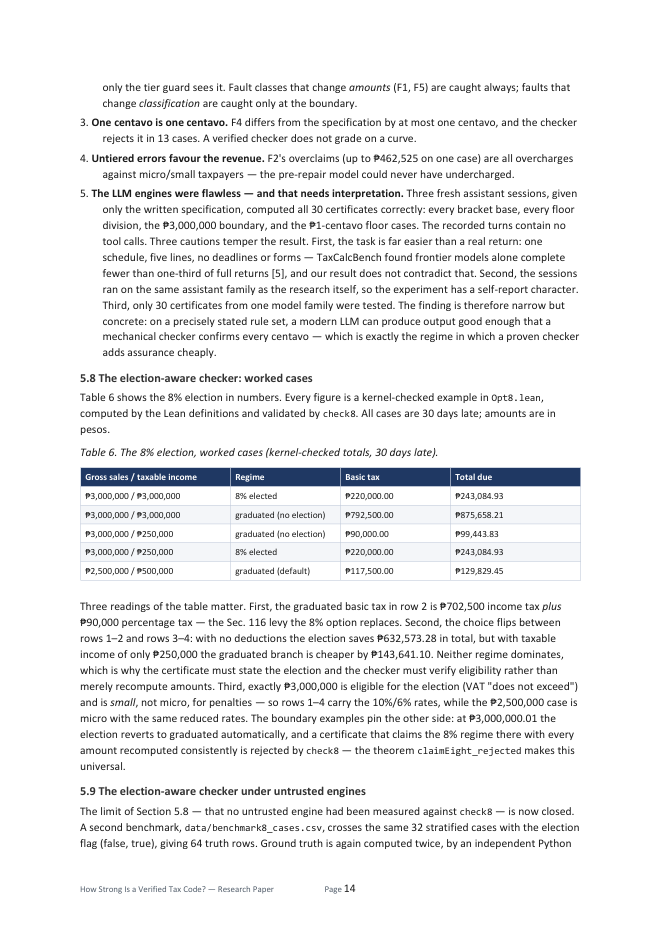 only the tier guard sees it. Fault classes that change amounts (F1, F5) are caught always; faults that
change classification are caught only at the boundary.
3. One centavo is one centavo. F4 differs from the specification by at most one centavo, and the checker
rejects it in 13 cases. A verified checker does not grade on a curve.
4. Untiered errors favour the revenue. F2's overclaims (up to ₱462,525 on one case) are all overcharges
against micro/small taxpayers — the pre-repair model could never have undercharged.
5. The LLM engines were flawless — and that needs interpretation. Three fresh assistant sessions, given
only the written specification, computed all 30 certificates correctly: every bracket base, every floor
division, the ₱3,000,000 boundary, and the ₱1-centavo floor cases. The recorded turns contain no
tool calls. Three cautions temper the result. First, the task is far easier than a real return: one
schedule, five lines, no deadlines or forms — TaxCalcBench found frontier models alone complete
fewer than one-third of full returns [5], and our result does not contradict that. Second, the sessions
ran on the same assistant family as the research itself, so the experiment has a self-report character.
Third, only 30 certificates from one model family were tested. The finding is therefore narrow but
concrete: on a precisely stated rule set, a modern LLM can produce output good enough that a
mechanical checker confirms every centavo — which is exactly the regime in which a proven checker
adds assurance cheaply.
5.8 The election-aware checker: worked cases
Table 6 shows the 8% election in numbers. Every figure is a kernel-checked example in Opt8.lean,
computed by the Lean definitions and validated by check8. All cases are 30 days late; amounts are in
pesos.
Table 6. The 8% election, worked cases (kernel-checked totals, 30 days late).
Gross sales / taxable income Regime Basic tax Total due
₱3,000,000 / ₱3,000,000 8% elected ₱220,000.00 ₱243,084.93
₱3,000,000 / ₱3,000,000 graduated (no election) ₱792,500.00 ₱875,658.21
₱3,000,000 / ₱250,000 graduated (no election) ₱90,000.00 ₱99,443.83
₱3,000,000 / ₱250,000 8% elected ₱220,000.00 ₱243,084.93
₱2,500,000 / ₱500,000 graduated (default) ₱117,500.00 ₱129,829.45
Three readings of the table matter. First, the graduated basic tax in row 2 is ₱702,500 income tax plus
₱90,000 percentage tax — the Sec. 116 levy the 8% option replaces. Second, the choice flips between
rows 1–2 and rows 3–4: with no deductions the election saves ₱632,573.28 in total, but with taxable
income of only ₱250,000 the graduated branch is cheaper by ₱143,641.10. Neither regime dominates,
which is why the certificate must state the election and the checker must verify eligibility rather than
merely recompute amounts. Third, exactly ₱3,000,000 is eligible for the election (VAT "does not exceed")
and is small, not micro, for penalties — so rows 1–4 carry the 10%/6% rates, while the ₱2,500,000 case is
micro with the same reduced rates. The boundary examples pin the other side: at ₱3,000,000.01 the
election reverts to graduated automatically, and a certificate that claims the 8% regime there with every
amount recomputed consistently is rejected by check8 — the theorem claimEight_rejected makes this
universal.
5.9 The election-aware checker under untrusted engines
The limit of Section 5.8 — that no untrusted engine had been measured against check8 — is now closed.
A second benchmark, data/benchmark8_cases.csv, crosses the same 32 stratified cases with the election
flag (false, true), giving 64 truth rows. Ground truth is again computed twice, by an independent Python
How Strong Is a Verified Tax Code? — Research Paper Page 14